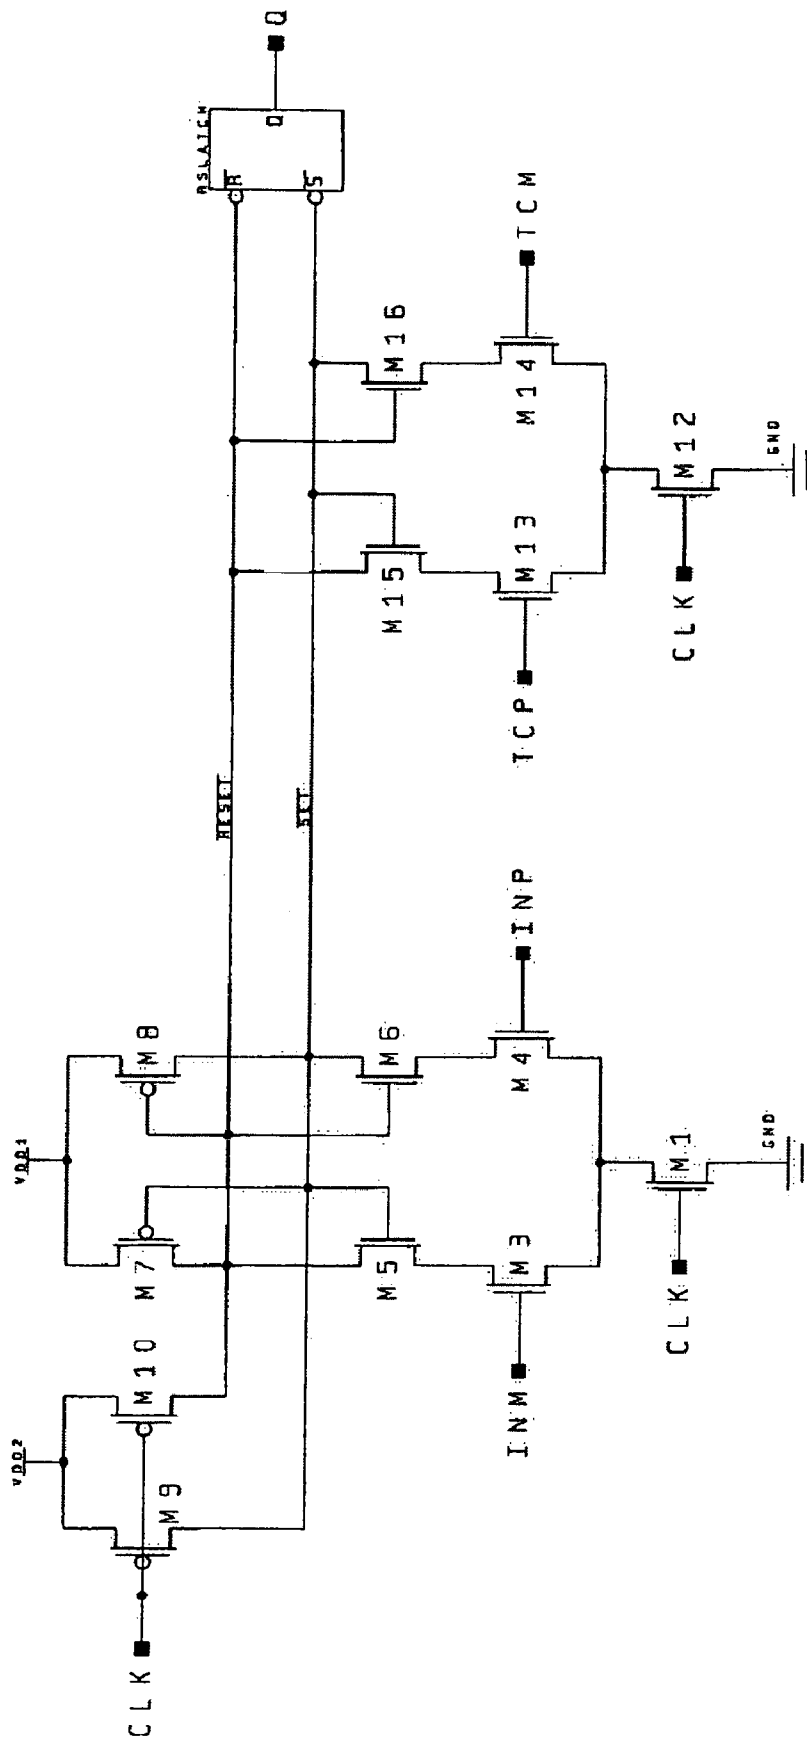 Q
RSLATCH
Q
R
S
TCM
M16
M14
M12
GND
M15
M13
CLK
TCP
RESET
SET
INP
M8
M6
M4
VDD1
M1
GND
M7
M5
M3
CLK
INM
M10
VDD2
M9
CLK